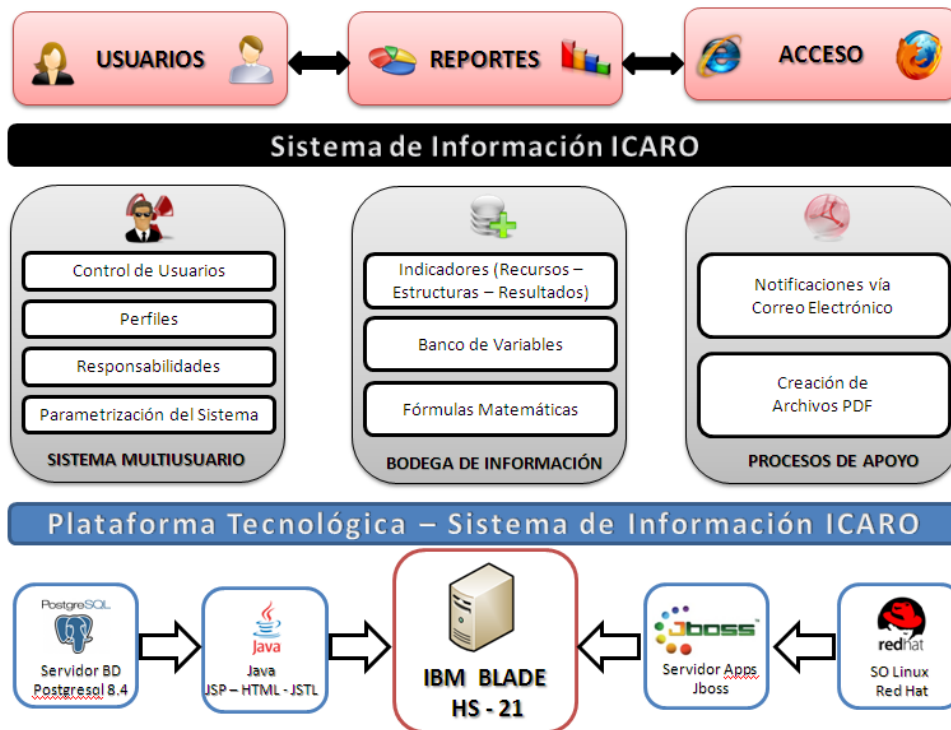 USUARIOS
REPORTES
ACCESO
Sistema de Información ICARO
Control de Usuarios
Perfiles
Responsabilidades
Parametrización del Sistema
SISTEMA MULTIUSUARIO
Indicadores (Recursos –
Estructuras – Resultados)
Banco de Variables
Fórmulas Matemáticas
BODEGA DE INFORMACIÓN
Notificaciones vía
Correo Electrónico
Creación de
Archivos PDF
PROCESOS DE APOYO
Plataforma Tecnológica – Sistema de Información ICARO
PostgreSQL
Servidor BD
Postgresql 8.4
Java
Java
JSP – HTML - JSTL
IBM BLADE
HS - 21
Jboss™
Servidor Apps
Jboss
redhat
SO Linux
Red Hat